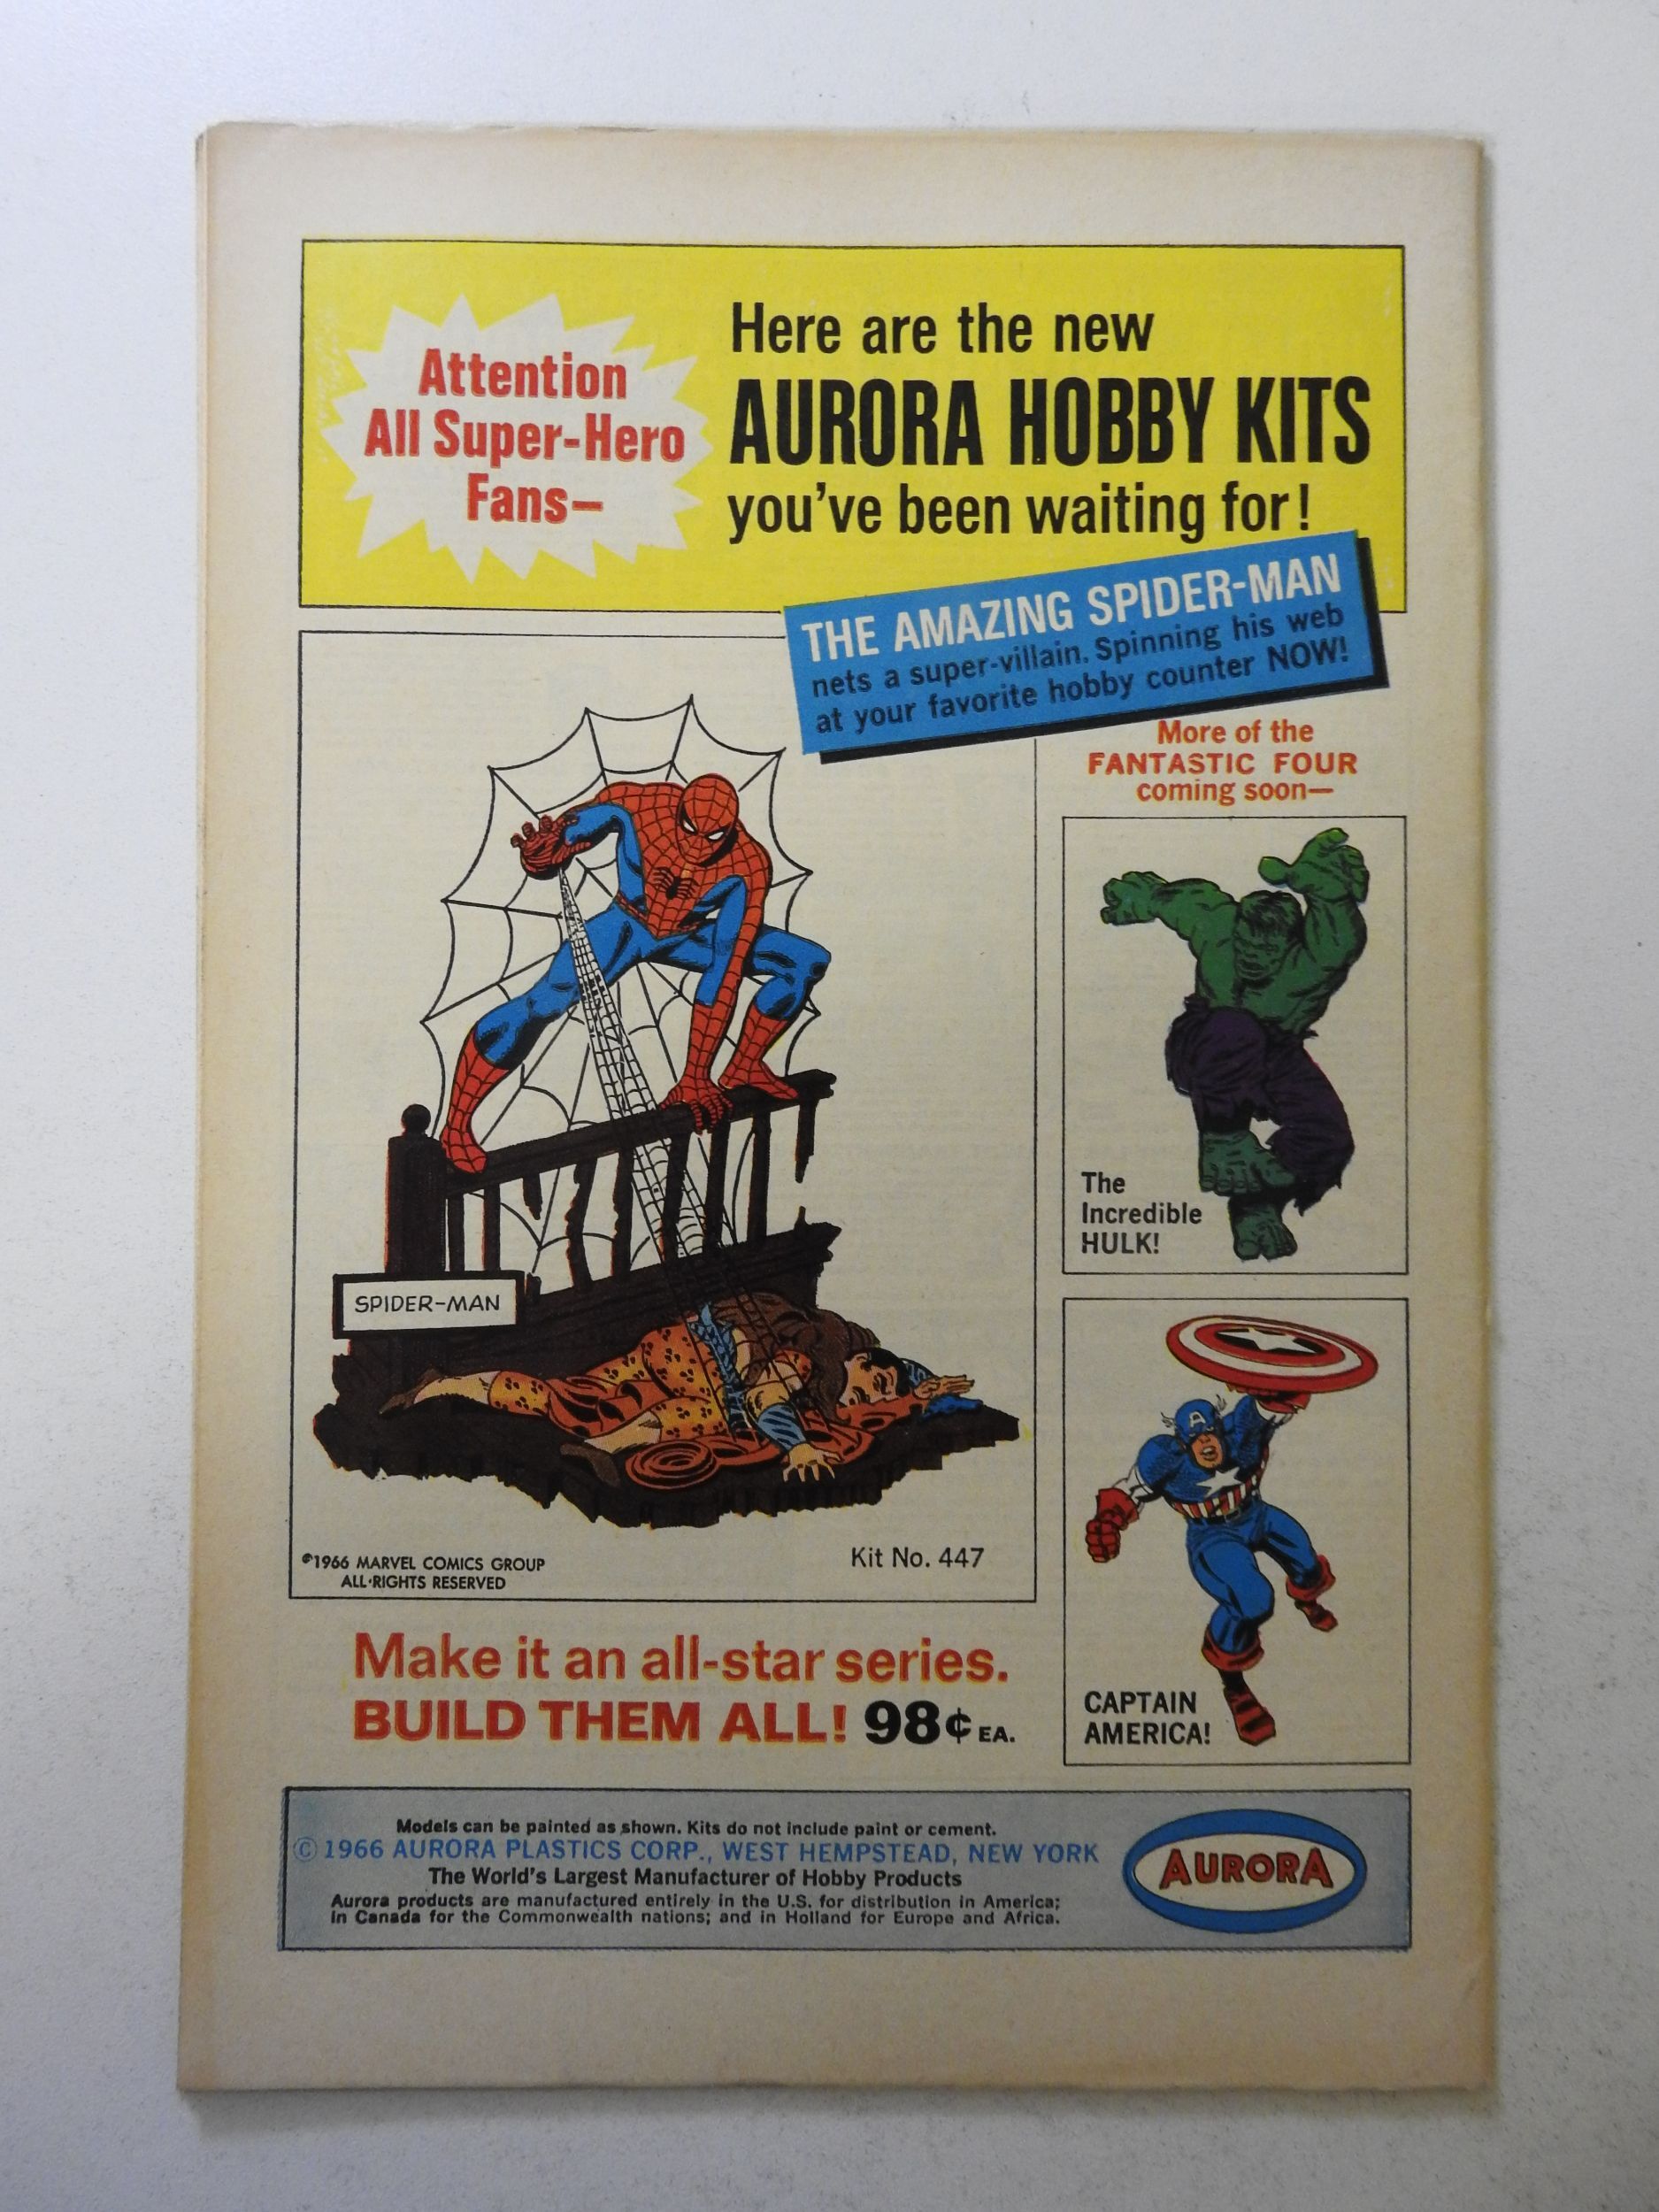 Attention
All Super-Hero
Fans—
Here are the new
AURORA HOBBY KITS
you've been waiting for!
THE AMAZING SPIDER-MAN
nets a super-villain. Spinning his web
at your favorite hobby counter NOW!
More of the
FANTASTIC FOUR
coming soon—
The
Incredible
HULK!
SPIDER-MAN
©1966 MARVEL COMICS GROUP
ALL·RIGHTS RESERVED
Kit No. 447
A
CAPTAIN
AMERICA!
Make it an all-star series.
BUILD THEM ALL! 98¢ EA.
Models can be painted as shown. Kits do not include paint or cement.
© 1966 AURORA PLASTICS CORP., WEST HEMPSTEAD, NEW YORK
The World's Largest Manufacturer of Hobby Products
Aurora products are manufactured entirely in the U.S. for distribution in America;
in Canada for the Commonwealth nations; and in Holland for Europe and Africa.
AURORA